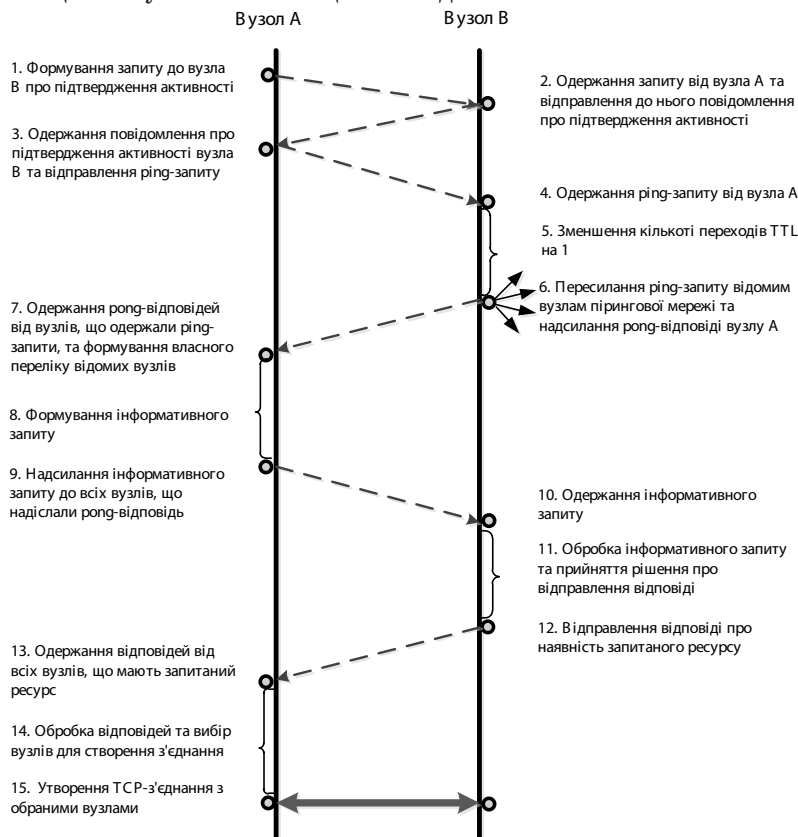 Вузол А
Вузол В
1. Формування запиту до вузла
В про підтвердження активності
2. Одержання запиту від вузла А та
відправлення до нього повідомлення
про підтвердження активності
3. Одержання повідомлення про
підтвердження активності вузла
В та відправлення ping-запиту
4. Одержання ping-запиту від вузла А
5. Зменшення кількоті переходів TTL
на 1
6. Пересилання ping-запиту відомим
вузлам пірингової мережі та
надсилання pong-відповіді вузлу А
7. Одержання pong-відповідей
від вузлів, що одержали ping-
запити, та формування власного
переліку відомих вузлів
8. Формування інформативного
запиту
9. Надсилання інформативного
запиту до всіх вузлів, що
надіслали pong-відповідь
10. Одержання інформативного
запиту
11. Обробка інформативного запиту
та прийняття рішення про
відправлення відповіді
12. Відправлення відповіді про
наявність запитаного ресурсу
13. Одержання відповідей від
всіх вузлів, що мають запитаний
ресурс
14. Обробка відповідей та вибір
вузлів для створення з'єднання
15. Утворення TCP-з'єднання з
обраними вузлами